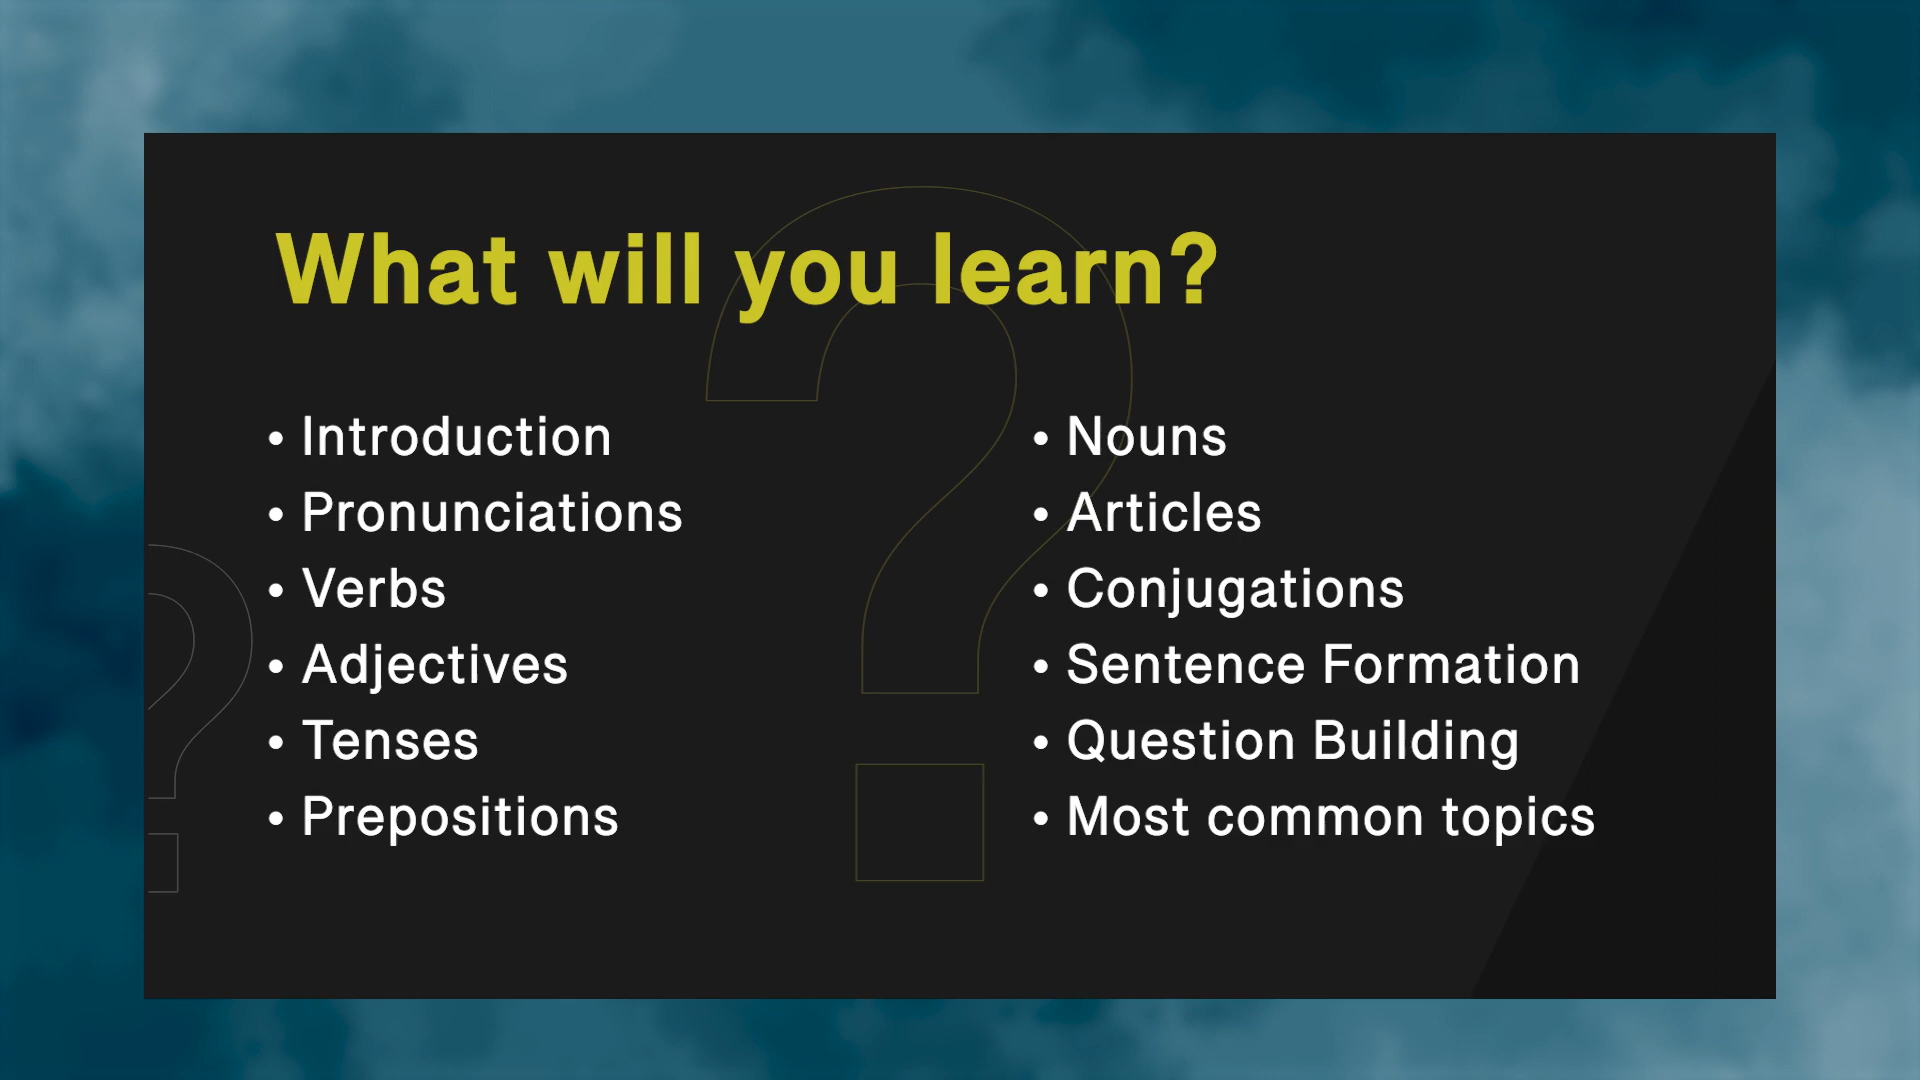 What will you learn?
• Introduction
• Pronunciations
• Verbs
• Adjectives
• Tenses
• Prepositions
• Nouns
• Articles
• Conjugations
• Sentence Formation
• Question Building
• Most common topics